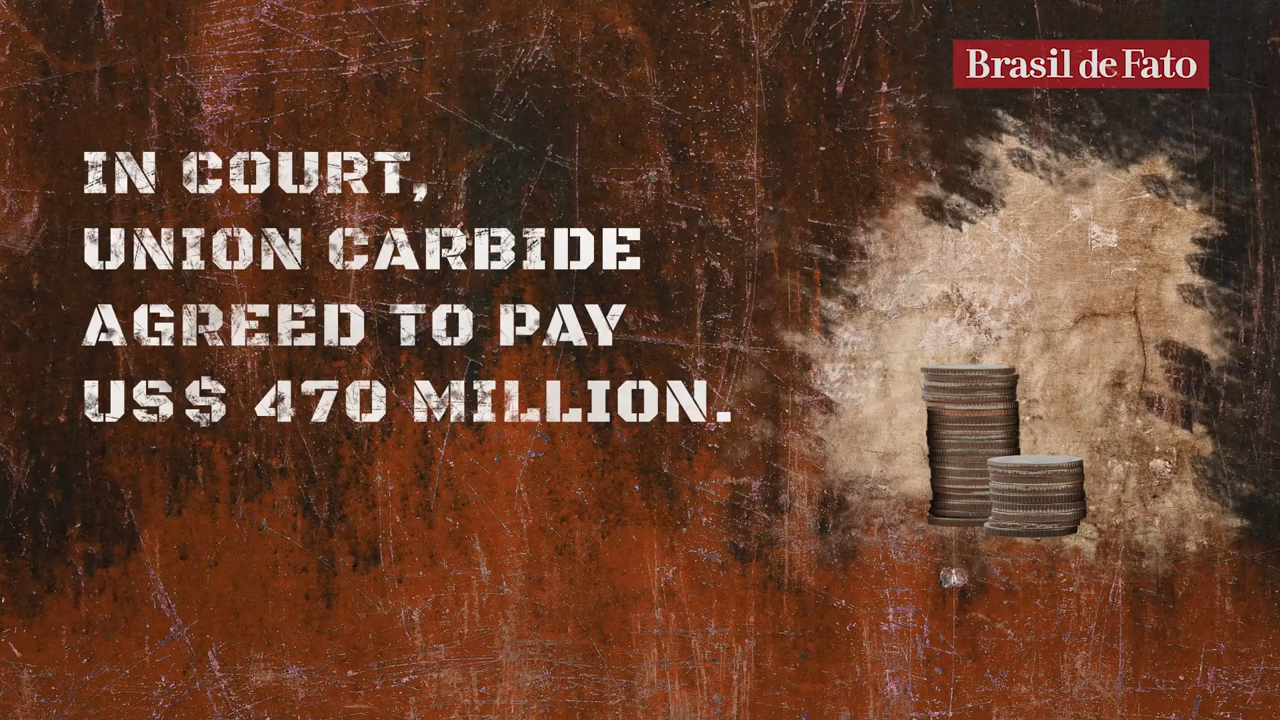 Brasil de Fato
IN COURT,
UNION CARBIDE
AGREED TO PAY
US$ 470 MILLION.